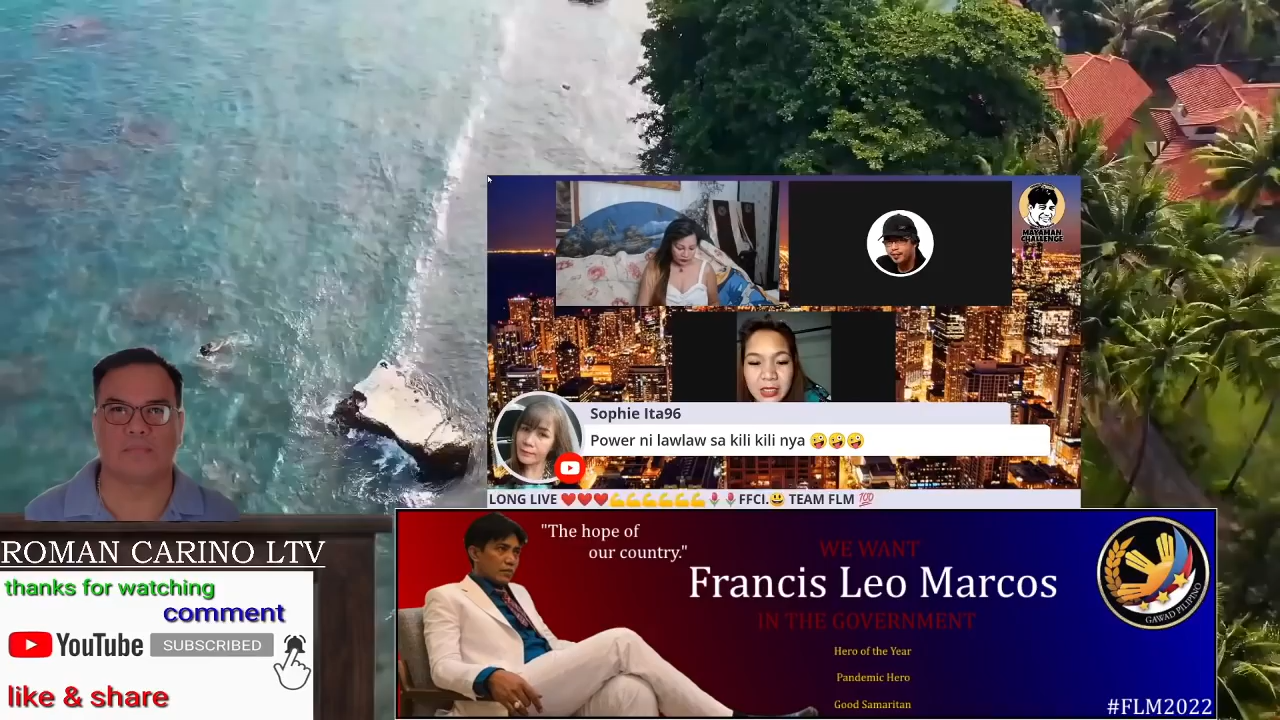 MAYAMAN
CHALLENGE
Sophie Ita96
Power ni lawlaw sa kili kili nya 🤪🤪🤪
LONG LIVE ❤️❤️❤️💪💪💪💪💪💪🌷🌷FFCI.😃 TEAM FLM 💯
ROMAN CARINO LTV
thanks for watching
comment
YouTube SUBSCRIBED
like & share
"The hope of
our country."
WE WANT
Francis Leo Marcos
IN THE GOVERNMENT
Hero of the Year
Pandemic Hero
Good Samaritan
GAWAD PILIPINO
#FLM2022